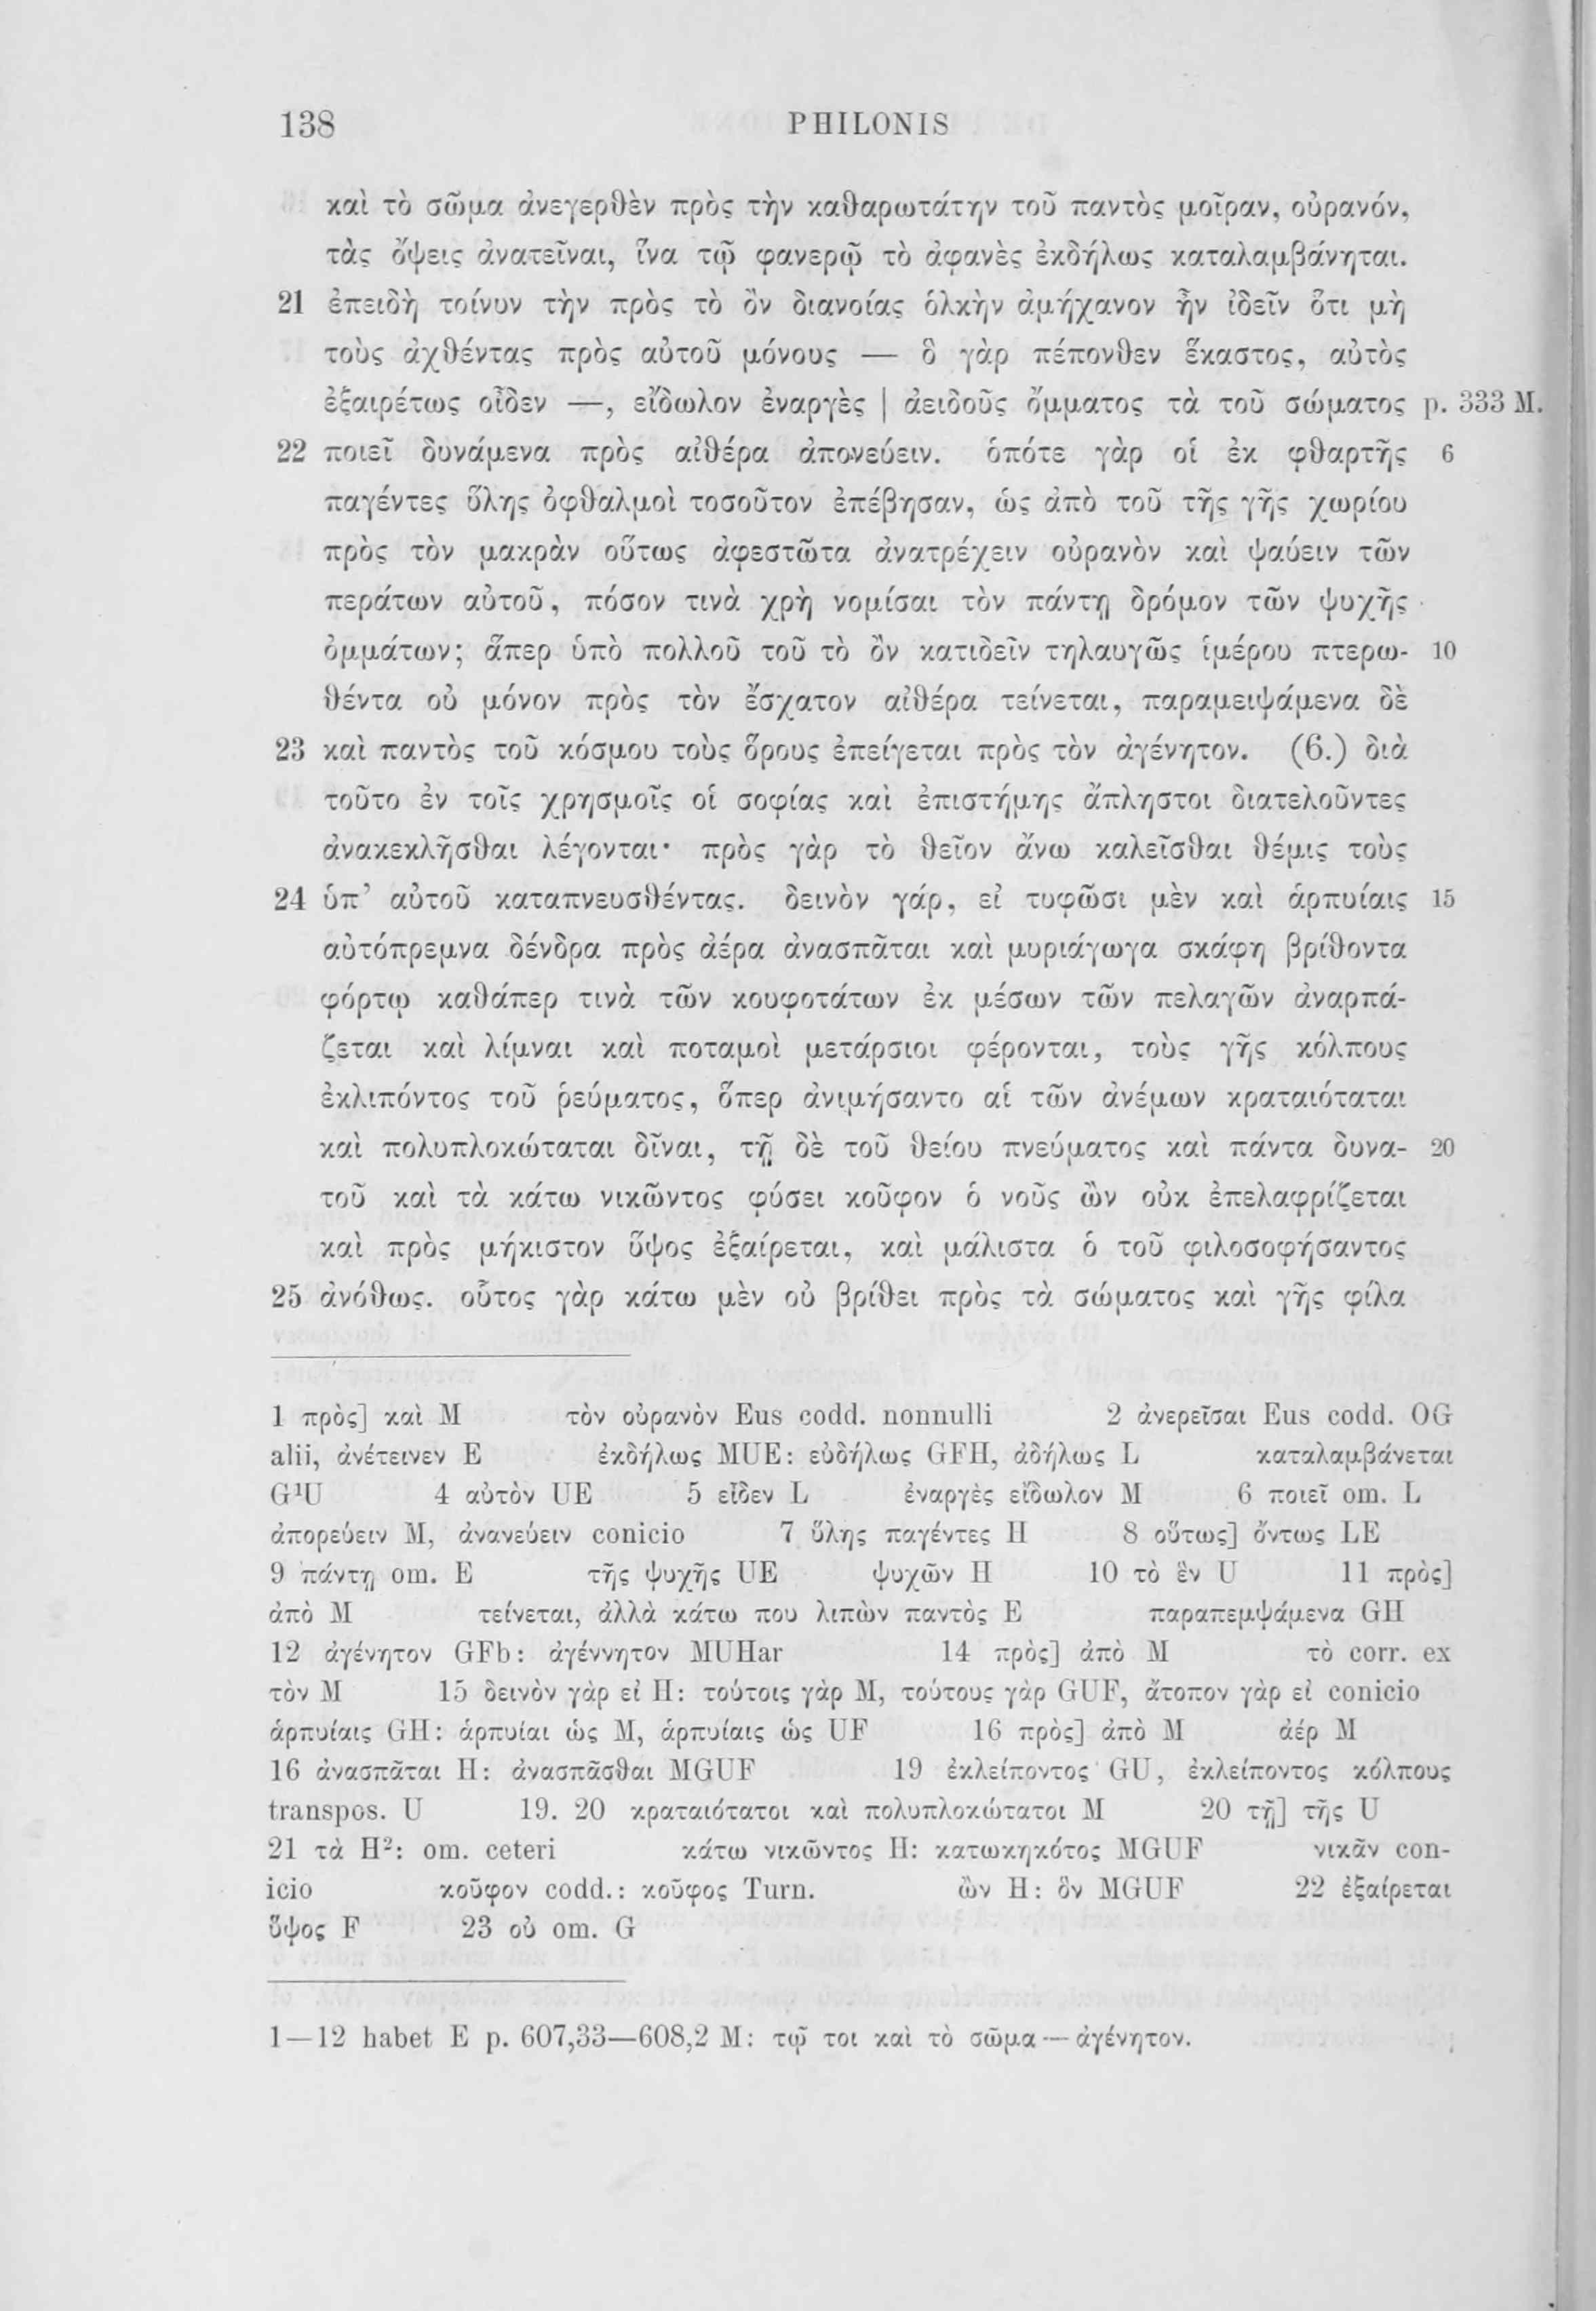 138 PHILONIS
καὶ τὸ σῶμα ἀνεγερθὲν πρὸς τὴν καθαρωτάτην τοῦ παντὸς μοῖραν, οὐρανόν,
τὰς ὄψεις ἀνατεῖναι, ἵνα τῷ φανερῷ τὸ ἀφανὲς ἐκδήλως καταλαμβάνηται.
21 ἐπειδὴ τοίνυν τὴν πρὸς τὸ ὂν διανοίας ὁλκὴν ἀμήχανον ἦν ἰδεῖν ὅτι μὴ
τοὺς ἀχθέντας πρὸς αὐτοῦ μόνους — ὃ γὰρ πέπονθεν ἕκαστος, αὐτὸς
ἐξαιρέτως οἶδεν —, εἴδωλον ἐναργὲς | ἀειδοῦς ὄμματος τὰ τοῦ σώματος p. 333 M.
22 ποιεῖ δυνάμενα πρὸς αἰθέρα ἀπονεύειν. ὁπότε γὰρ οἱ ἐκ φθαρτῆς 6
παγέντες ὕλης ὀφθαλμοὶ τοσοῦτον ἐπέβησαν, ὡς ἀπὸ τοῦ τῆς γῆς χωρίου
πρὸς τὸν μακρὰν οὕτως ἀφεστῶτα ἀνατρέχειν οὐρανὸν καὶ ψαύειν τῶν
περάτων αὐτοῦ, πόσον τινὰ χρὴ νομίσαι τὸν πάντῃ δρόμον τῶν ψυχῆς
ὀμμάτων; ἅπερ ὑπὸ πολλοῦ τοῦ τὸ ὂν κατιδεῖν τηλαυγῶς ἱμέρου πτερω- 10
θέντα οὐ μόνον πρὸς τὸν ἔσχατον αἰθέρα τείνεται, παραμειψάμενα δὲ
23 καὶ παντὸς τοῦ κόσμου τοὺς ὅρους ἐπείγεται πρὸς τὸν ἀγένητον. (6.) διὰ
τοῦτο ἐν τοῖς χρησμοῖς οἱ σοφίας καὶ ἐπιστήμης ἄπληστοι διατελοῦντες
ἀνακεκλῆσθαι λέγονται· πρὸς γὰρ τὸ θεῖον ἄνω καλεῖσθαι θέμις τοὺς
24 ὑπ’ αὐτοῦ καταπνευσθέντας. δεινὸν γάρ, εἰ τυφῶσι μὲν καὶ ἁρπυίαις 15
αὐτόπρεμνα δένδρα πρὸς ἀέρα ἀνασπᾶται καὶ μυριάγωγα σκάφη βρίθοντα
φόρτῳ καθάπερ τινὰ τῶν κουφοτάτων ἐκ μέσων τῶν πελαγῶν ἀναρπά-
ζεται καὶ λίμναι καὶ ποταμοὶ μετάρσιοι φέρονται, τοὺς γῆς κόλπους
ἐκλιπόντος τοῦ ῥεύματος, ὅπερ ἀνιμήσαντο αἱ τῶν ἀνέμων κραταιόταται
καὶ πολυπλοκώταται δῖναι, τῇ δὲ τοῦ θείου πνεύματος καὶ πάντα δυνα- 20
τοῦ καὶ τὰ κάτω νικῶντος φύσει κοῦφον ὁ νοῦς ὢν οὐκ ἐπελαφρίζεται
καὶ πρὸς μήκιστον ὕψος ἐξαίρεται, καὶ μάλιστα ὁ τοῦ φιλοσοφήσαντος
25 ἀνόθως. οὗτος γὰρ κάτω μὲν οὐ βρίθει πρὸς τὰ σώματος καὶ γῆς φίλα
1 πρὸς] καὶ M τὸν οὐρανὸν Eus codd. nonnulli 2 ἀνερεῖσαι Eus codd. OG
alii, ἀνέτεινεν E ἐκδήλως MUE: εὐδήλως GFH, ἀδήλως L καταλαμβάνεται
G¹U 4 αὐτὸν UE 5 εἶδεν L ἐναργὲς εἴδωλον M 6 ποιεῖ om. L
ἀπορεύειν M, ἀνανεύειν conicio 7 ὕλης παγέντες H 8 οὕτως] ὄντως LE
9 πάντῃ om. E τῆς ψυχῆς UE ψυχῶν H 10 τὸ ἓν U 11 πρὸς]
ἀπὸ M τείνεται, ἀλλὰ κάτω που λιπὼν παντὸς E παραπεμψάμενα GH
12 ἀγένητον GFb: ἀγέννητον MUHar 14 πρὸς] ἀπὸ M τὸ corr. ex
τὸν M 15 δεινὸν γὰρ εἰ H: τούτοις γὰρ M, τούτους γὰρ GUF, ἄτοπον γὰρ εἰ conicio
ἁρπυίαις GH: ἁρπυίαι ὡς M, ἁρπυίαις ὡς UF 16 πρὸς] ἀπὸ M ἀέρ M
16 ἀνασπᾶται H: ἀνασπᾶσθαι MGUF 19 ἐκλείποντος GU, ἐκλείποντος κόλπους
transpos. U 19. 20 κραταιότατοι καὶ πολυπλοκώτατοι M 20 τῇ] τῆς U
21 τὰ H²: om. ceteri κάτω νικῶντος H: κατωκηκότος MGUF νικᾶν con-
icio κοῦφον codd.: κοῦφος Turn. ὢν H: ὃν MGUF 22 ἐξαίρεται
ὕψος F 23 οὐ om. G
1—12 habet E p. 607,33—608,2 M: τῷ τοι καὶ τὸ σῶμα — ἀγένητον.